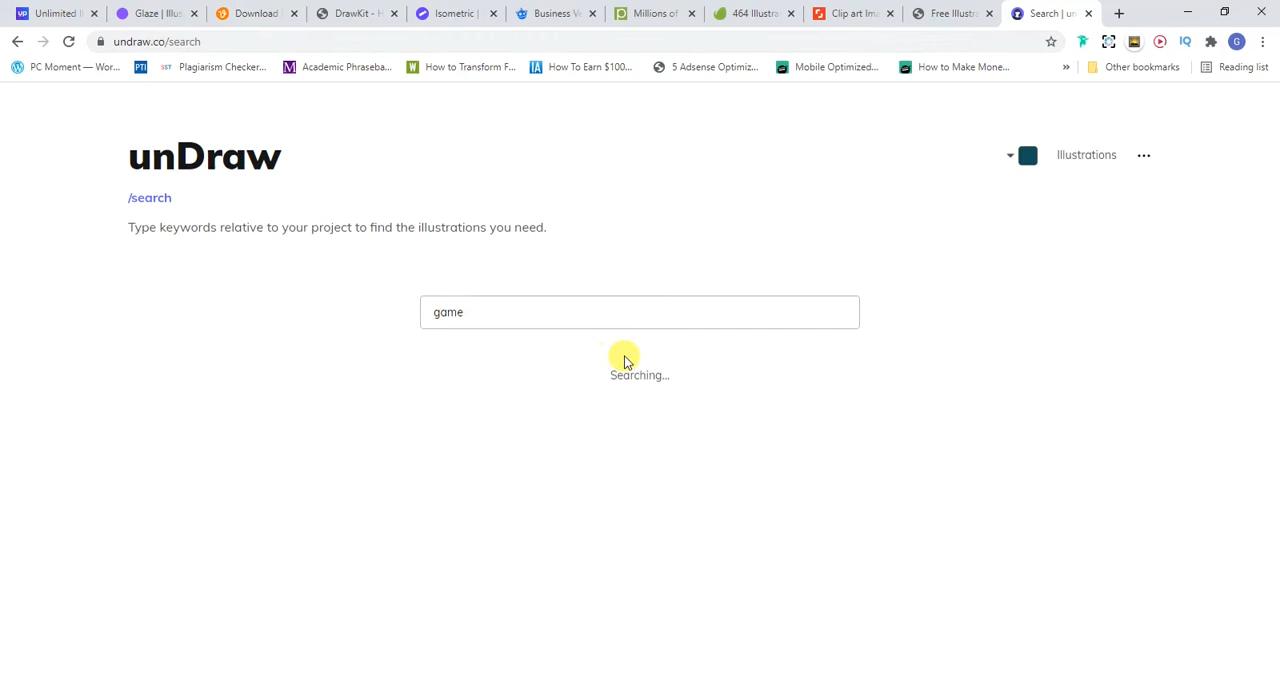 Unlimited I
Glaze | Illus
Download
DrawKit - H
Isometric |
Business Ve
Millions of
464 Illustra
Clip art Ima
Free Illustra
Search | un
undraw.co/search
PC Moment — Wor...
Plagiarism Checker...
Academic Phraseba...
How to Transform F...
How To Earn $100...
5 Adsense Optimiz...
Mobile Optimized...
How to Make Mone...
Other bookmarks
Reading list
unDraw
Illustrations
/search
Type keywords relative to your project to find the illustrations you need.
game
Searching...